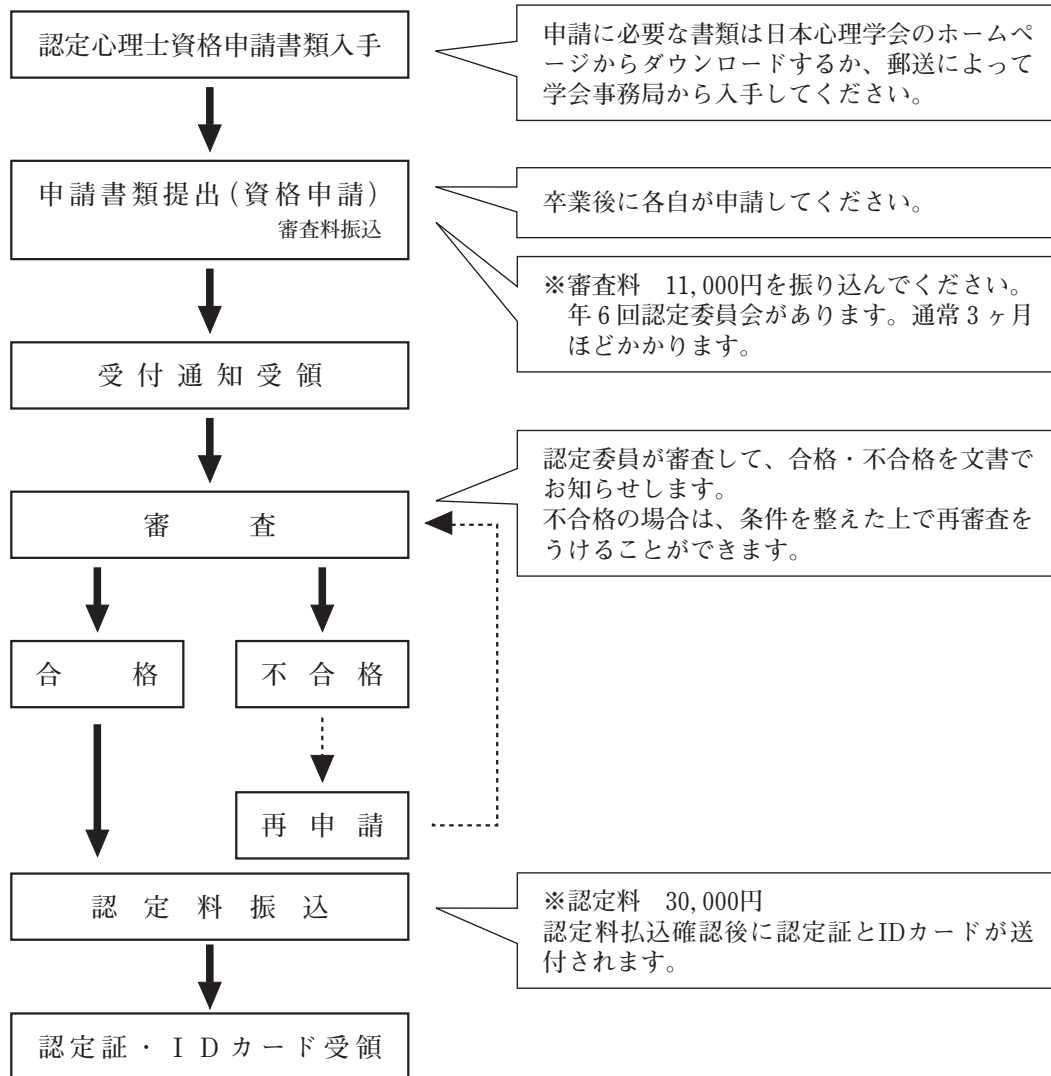 認定心理士資格申請書類入手
申請に必要な書類は日本心理学会のホームペ
ージからダウンロードするか、郵送によって
学会事務局から入手してください。
申請書類提出(資格申請)
審査料振込
卒業後に各自が申請してください。
※審査料 11,000円を振り込んでください。
年6回認定委員会があります。通常3ヶ月
ほどかかります。
受付通知受領
認定委員が審査して、合格・不合格を文書で
お知らせします。
不合格の場合は、条件を整えた上で再審査を
うけることができます。
審査
合格
不合格
再申請
認定料振込
※認定料 30,000円
認定料払込確認後に認定証とIDカードが送
付されます。
認定証・IDカード受領